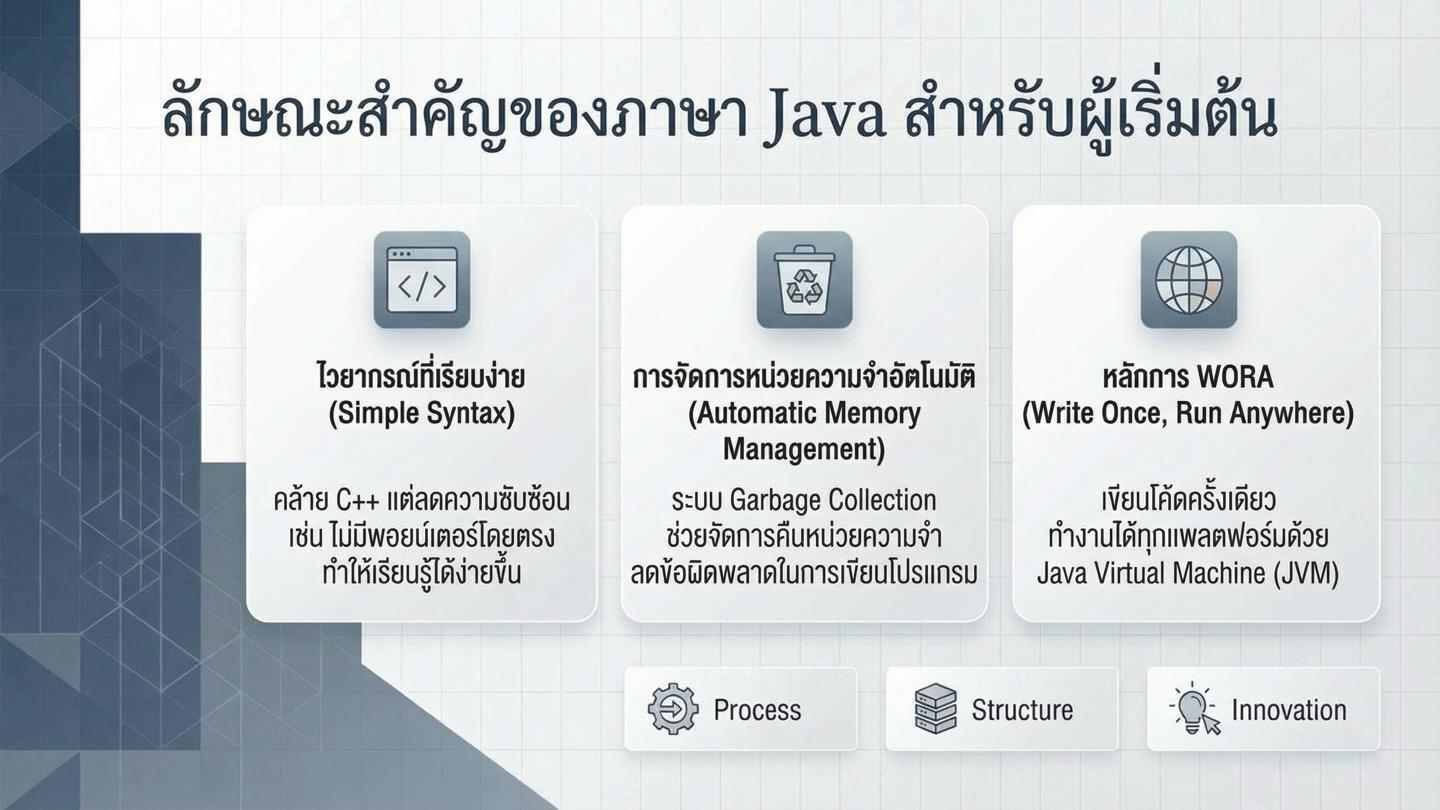 ลักษณะสำคัญของภาษา Java สำหรับผู้เริ่มต้น
ไวยากรณ์ที่เรียบง่าย
(Simple Syntax)
คล้าย C++ แต่ลดความซับซ้อน
เช่น ไม่มีพอยน์เตอร์โดยตรง
ทำให้เรียนรู้ได้ง่ายขึ้น
การจัดการหน่วยความจำอัตโนมัติ
(Automatic Memory
Management)
ระบบ Garbage Collection
ช่วยจัดการคืนหน่วยความจำ
ลดข้อผิดพลาดในการเขียนโปรแกรม
หลักการ WORA
(Write Once, Run Anywhere)
เขียนโค้ดครั้งเดียว
ทำงานได้ทุกแพลตฟอร์มด้วย
Java Virtual Machine (JVM)
Process
Structure
Innovation